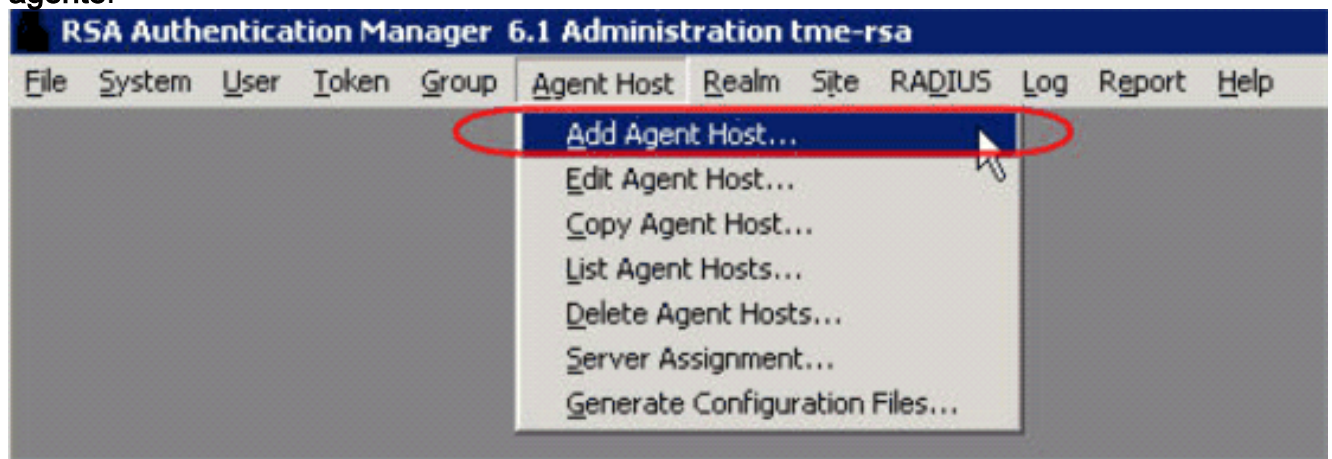 RSA Authentication Manager 6.1 Administration tme-rsa
File System User Token Group Agent Host Realm Site RADIUS Log Report Help
Add Agent Host...
Edit Agent Host...
Copy Agent Host...
List Agent Hosts...
Delete Agent Hosts...
Server Assignment...
Generate Configuration Files...